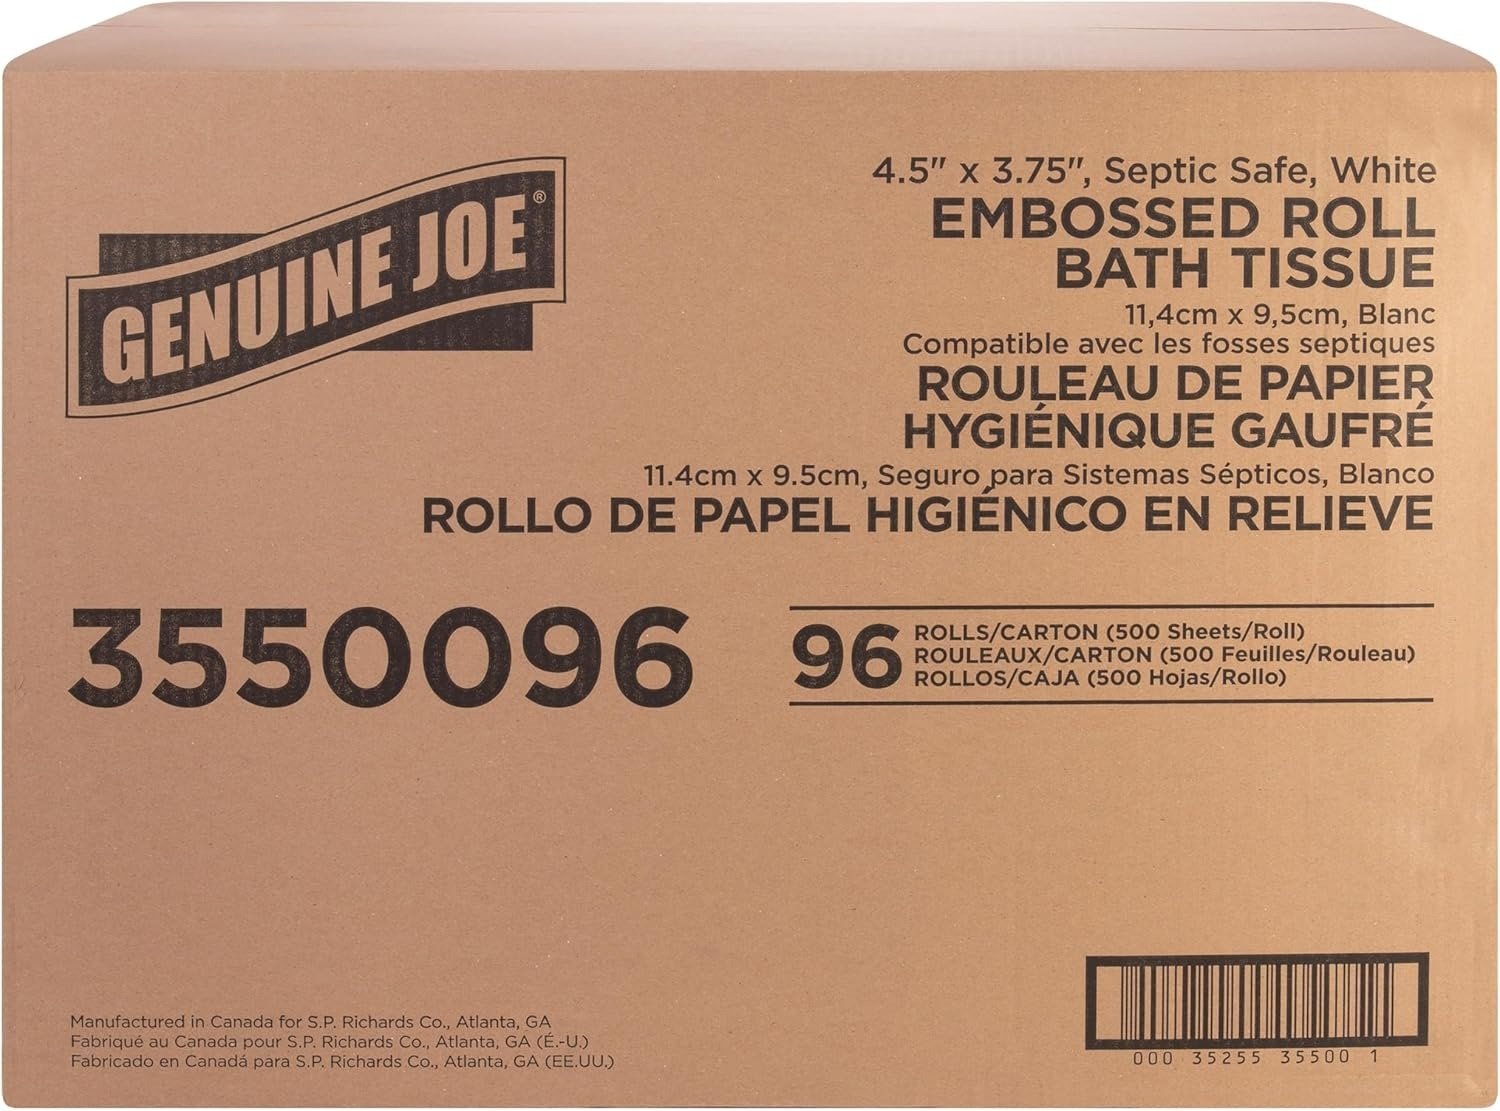 GENUINE JOE®
4.5" x 3.75", Septic Safe, White
EMBOSSED ROLL
BATH TISSUE
11,4cm x 9,5cm, Blanc
Compatible avec les fosses septiques
ROULEAU DE PAPIER
HYGIÉNIQUE GAUFRÉ
11.4cm x 9.5cm, Seguro para Sistemas Sépticos, Blanco
ROLLO DE PAPEL HIGIÉNICO EN RELIEVE
3550096
96
ROLLS/CARTON (500 Sheets/Roll)
ROULEAUX/CARTON (500 Feuilles/Rouleau)
ROLLOS/CAJA (500 Hojas/Rollo)
Manufactured in Canada for S.P. Richards Co., Atlanta, GA
Fabriqué au Canada pour S.P. Richards Co., Atlanta, GA (É.-U.)
Fabricado en Canadá para S.P. Richards Co., Atlanta, GA (EE.UU.)
000 35255 35500 1